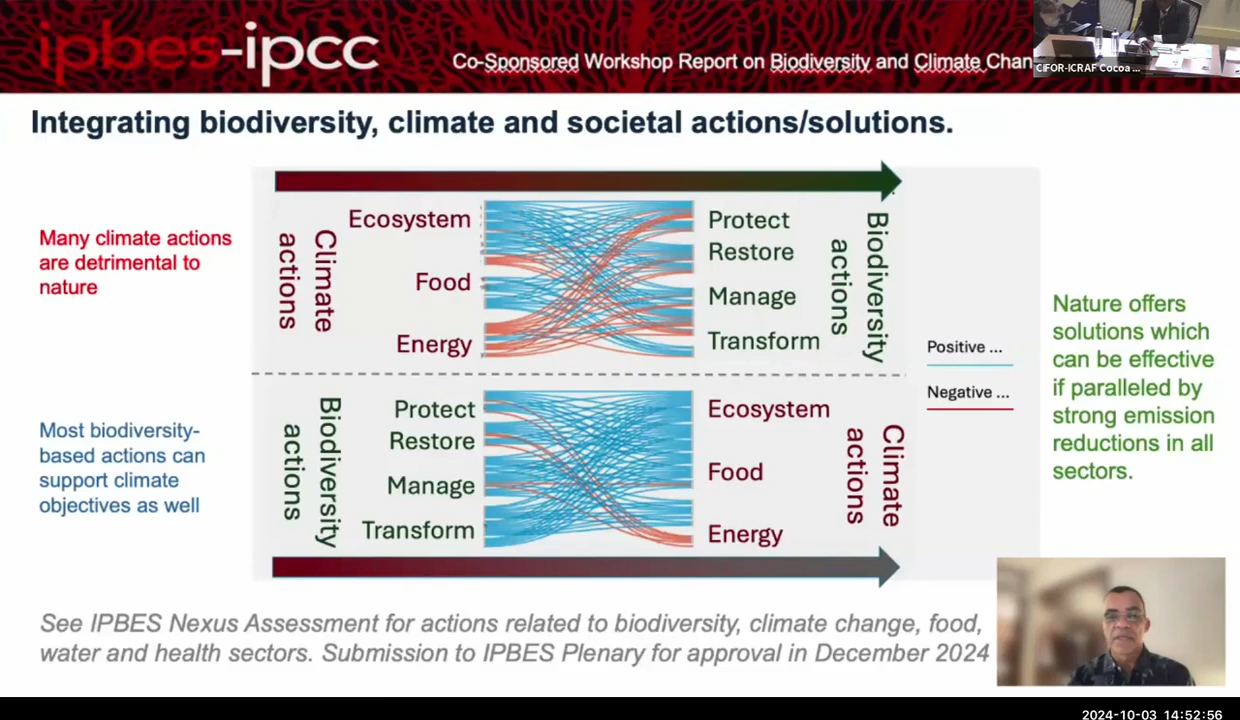 ipbes-ipcc
Co-Sponsored Workshop Report on Biodiversity and Climate Chan
CIFOR-ICRAF Cocoa ...
Integrating biodiversity, climate and societal actions/solutions.
Many climate actions
are detrimental to
nature
Climate
actions
Ecosystem
Food
Energy
Protect
Restore
Manage
Transform
Biodiversity
actions
Positive ...
Negative ...
Nature offers
solutions which
can be effective
if paralleled by
strong emission
reductions in all
sectors.
Most biodiversity-
based actions can
support climate
objectives as well
Biodiversity
actions
Protect
Restore
Manage
Transform
Ecosystem
Food
Energy
Climate
actions
See IPBES Nexus Assessment for actions related to biodiversity, climate change, food,
water and health sectors. Submission to IPBES Plenary for approval in December 2024
2024-10-03 14:52:56